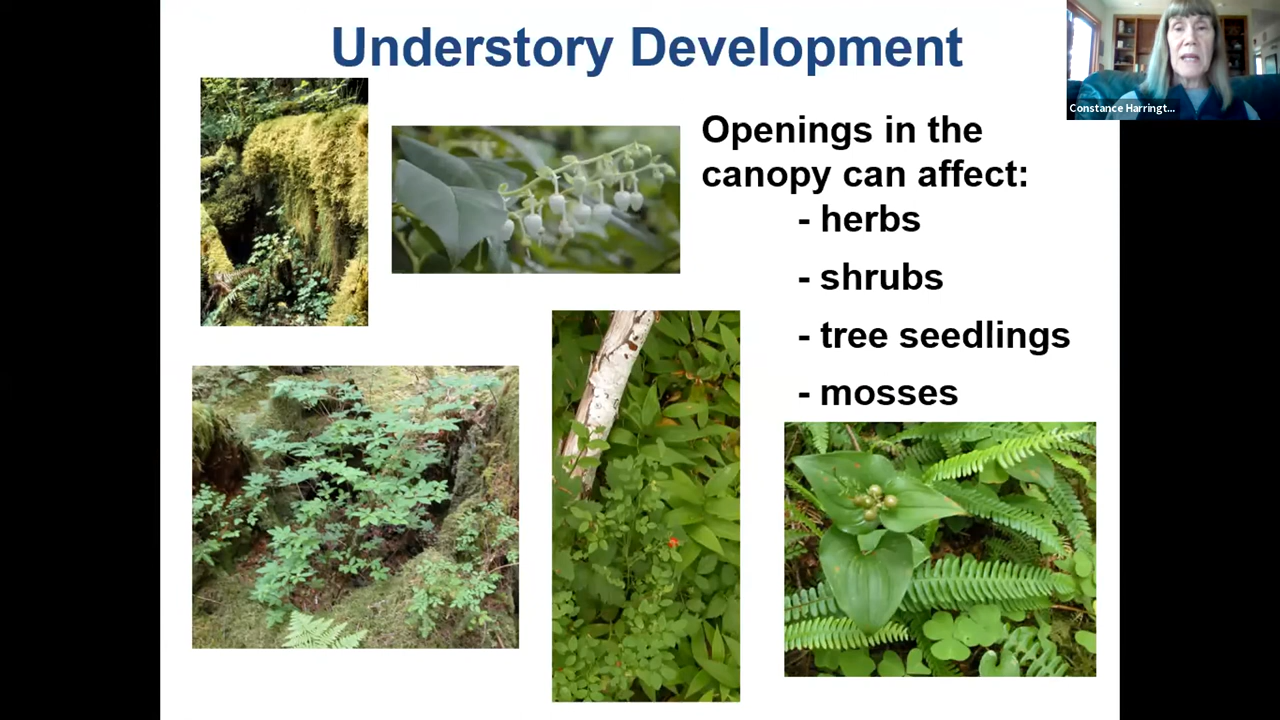 Understory Development
Constance Harringt...
Openings in the
canopy can affect:
- herbs
- shrubs
- tree seedlings
- mosses